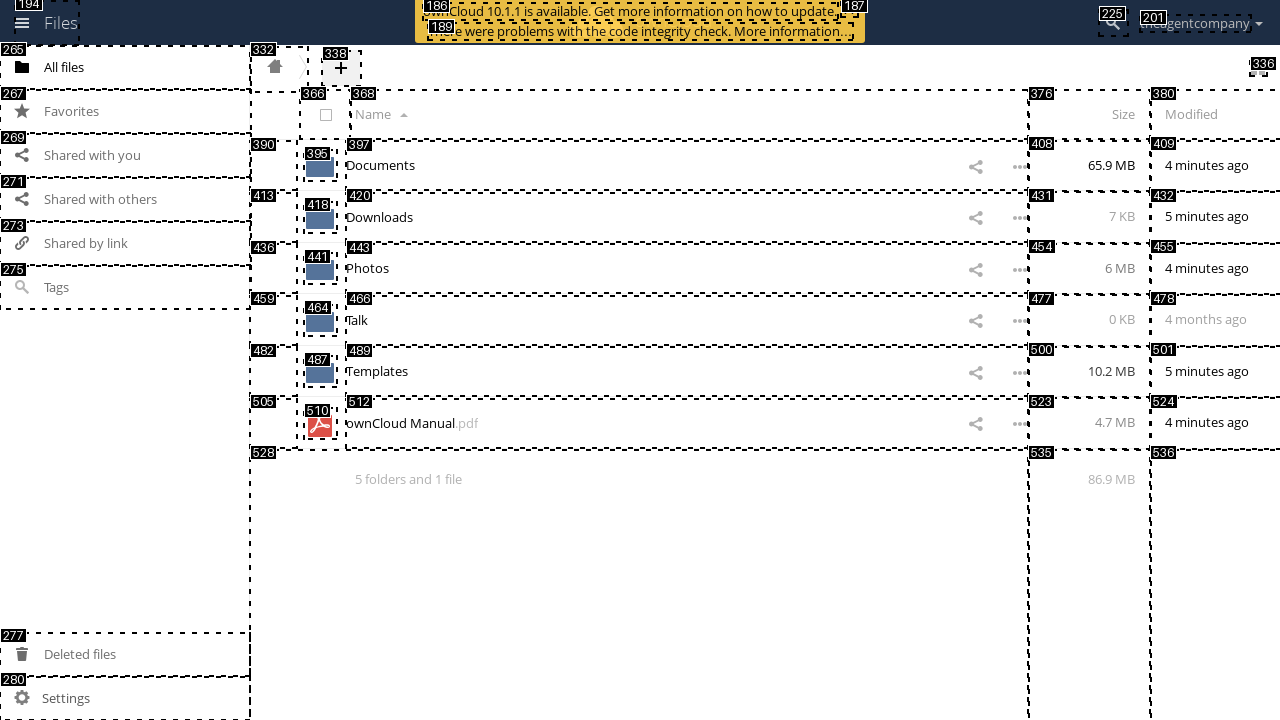 194
Files
186
ownCloud 10.1.1 is available. Get more information on how to update.
187
189
were problems with the code integrity check. More information…
225
201
theagentcompany
265
All files
267
Favorites
269
Shared with you
271
Shared with others
273
Shared by link
275
Tags
277
Deleted files
280
Settings
332
338
+
336
366
368
Name
376
Size
380
Modified
390
395
397
Documents
408
65.9 MB
409
4 minutes ago
413
418
420
Downloads
431
7 KB
432
5 minutes ago
436
441
443
Photos
454
6 MB
455
4 minutes ago
459
464
466
Talk
477
0 KB
478
4 months ago
482
487
489
Templates
500
10.2 MB
501
5 minutes ago
505
510
512
ownCloud Manual.pdf
523
4.7 MB
524
4 minutes ago
528
5 folders and 1 file
535
86.9 MB
536